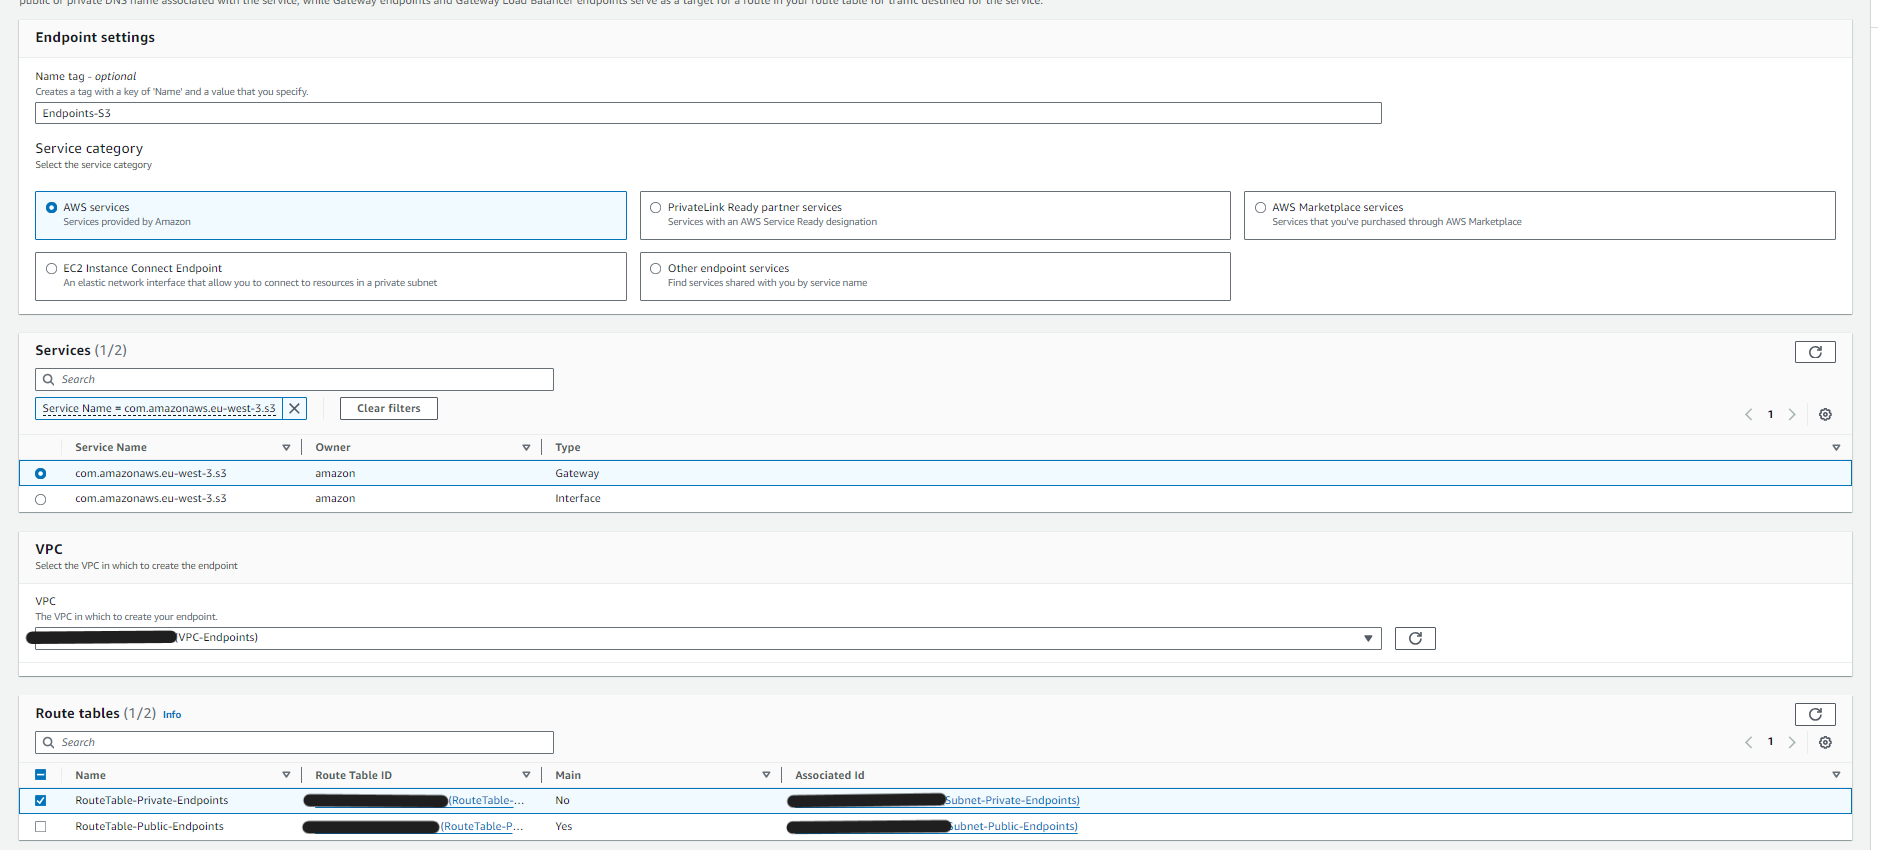 public or private DNS name associated with the service, while Gateway endpoints and Gateway Load Balancer endpoints serve as a target for a route in your route table for traffic destined for the service.
Endpoint settings
Name tag - optional
Creates a tag with a key of 'Name' and a value that you specify.
Endpoints-S3
Service category
Select the service category
AWS services
Services provided by Amazon
PrivateLink Ready partner services
Services with an AWS Service Ready designation
AWS Marketplace services
Services that you've purchased through AWS Marketplace
EC2 Instance Connect Endpoint
An elastic network interface that allow you to connect to resources in a private subnet
Other endpoint services
Find services shared with you by service name
Services (1/2)
Search
Service Name = com.amazonaws.eu-west-3.s3
Clear filters
1
Service Name Owner Type
com.amazonaws.eu-west-3.s3 amazon Gateway
com.amazonaws.eu-west-3.s3 amazon Interface
VPC
Select the VPC in which to create the endpoint
VPC
The VPC in which to create your endpoint.
(VPC-Endpoints)
Route tables (1/2) Info
Search
1
Name Route Table ID Main Associated Id
RouteTable-Private-Endpoints (RouteTable-... No Subnet-Private-Endpoints)
RouteTable-Public-Endpoints (RouteTable-P... Yes Subnet-Public-Endpoints)